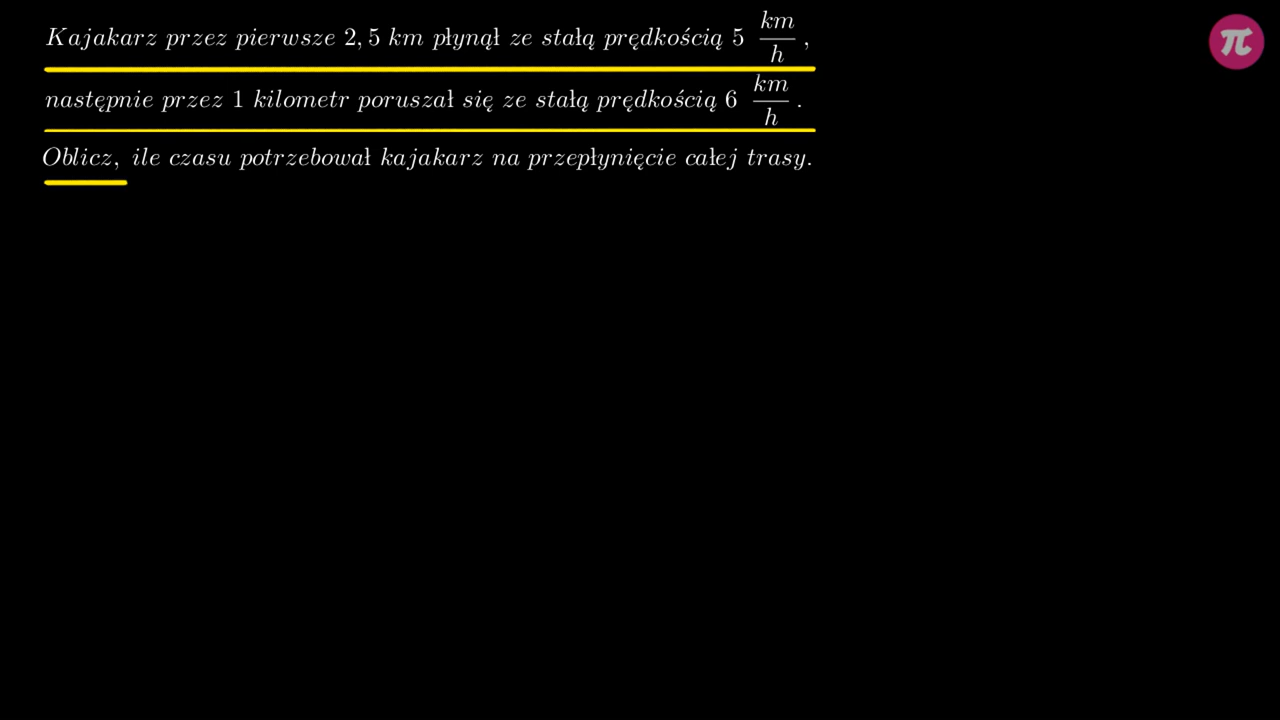 Kajakarz przez pierwsze 2,5 km płynął ze stałą prędkością 5 km/h,
następnie przez 1 kilometr poruszał się ze stałą prędkością 6 km/h.
Oblicz, ile czasu potrzebował kajakarz na przepłynięcie całej trasy.
π